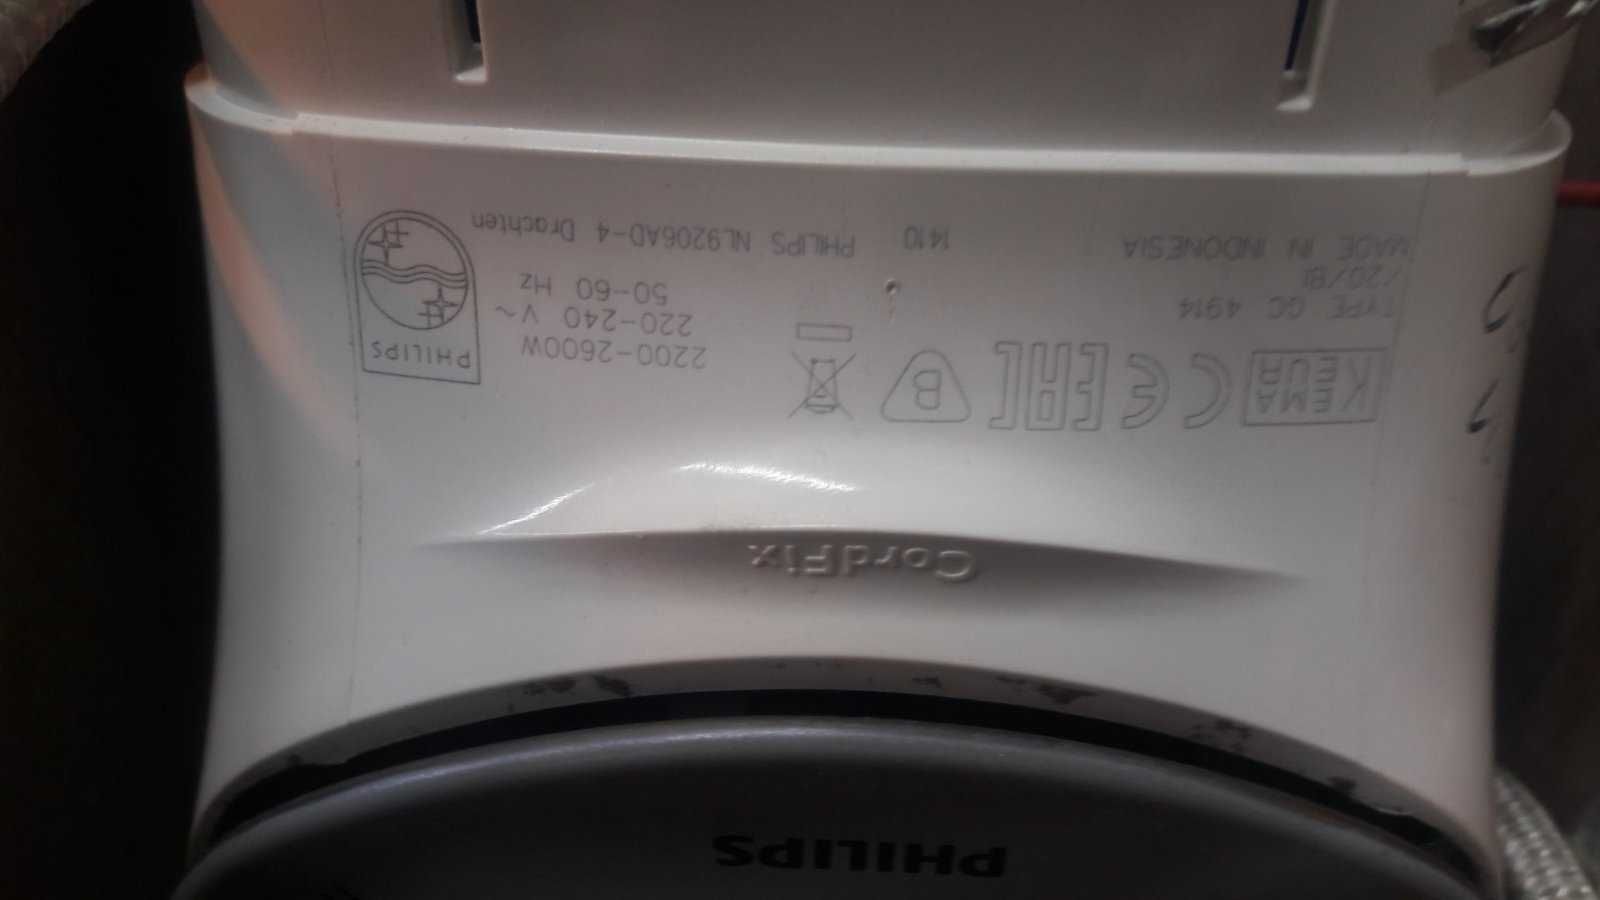 PHILIPS
CordFix
KEMA
KEUR
CE
EAC
B
TYPE GC 4914
MADE IN INDONESIA
1410
2200-2600W
220-240 V~
50-60 Hz
PHILIPS NL9206AD-4 Drachten
PHILIPS